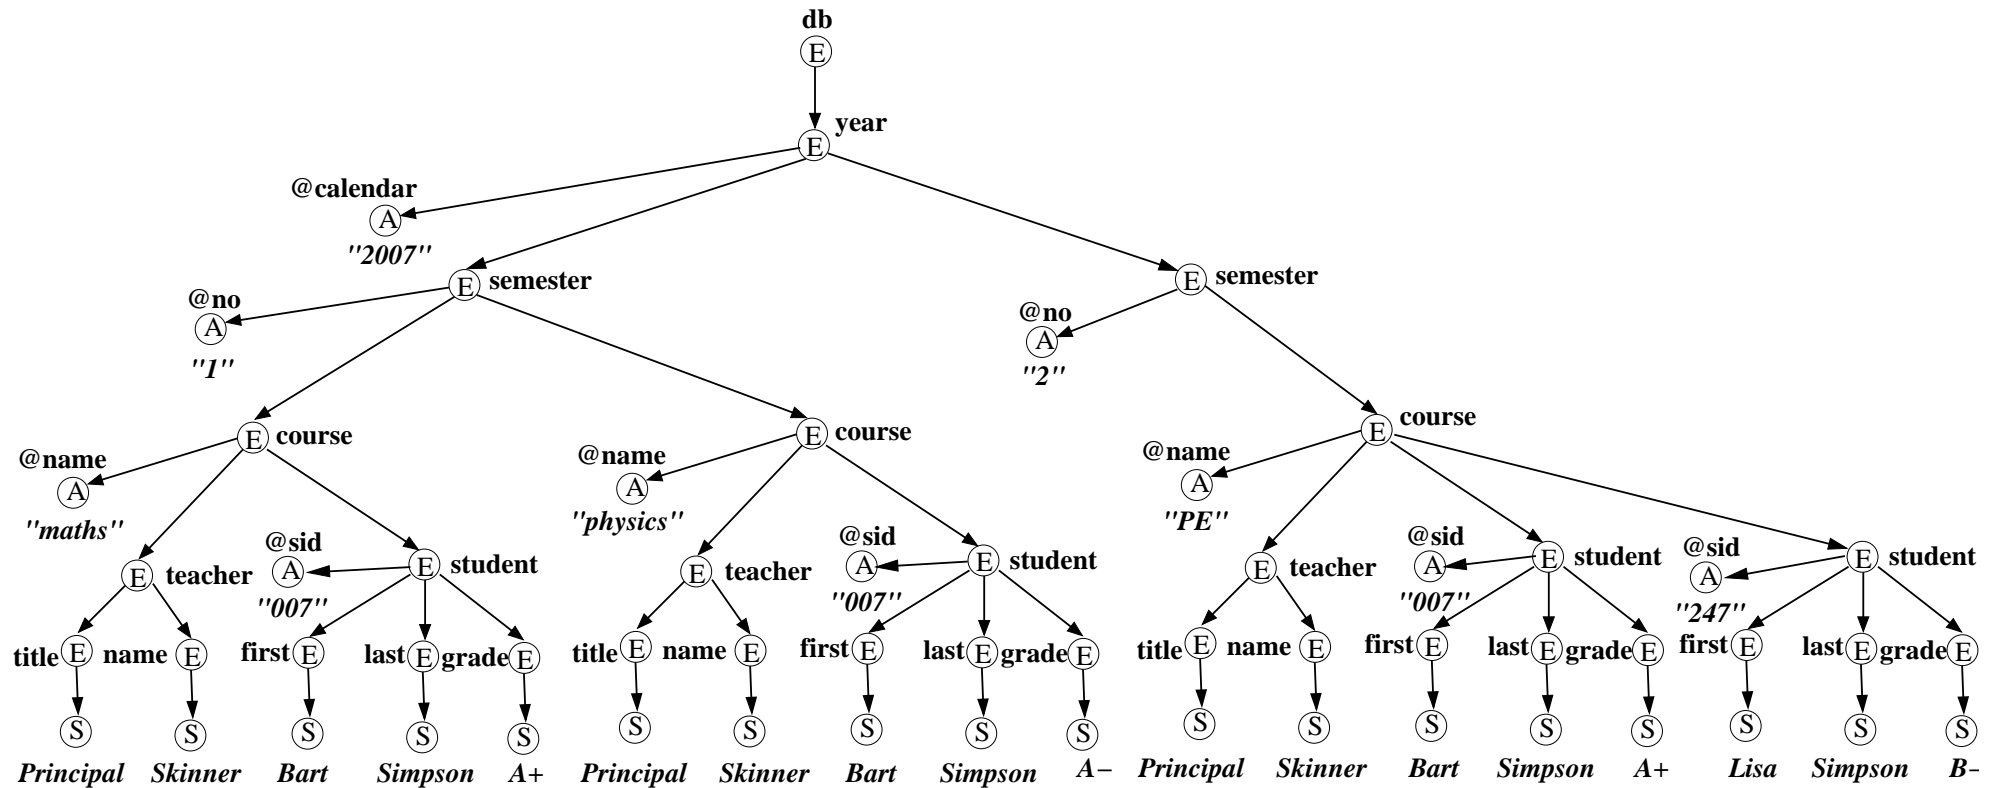 db
E
year
E
@calendar
A
"2007"
E semester
E semester
@no
A
"1"
@no
A
"2"
E course
E course
E course
@name
A
"maths"
@name
A
"physics"
@name
A
"PE"
E teacher
@sid
A
"007"
E student
E teacher
@sid
A
"007"
E student
E teacher
@sid
A
"007"
E student
@sid
A
"247"
E student
title E name E first E last E grade E title E name E first E last E grade E title E name E first E last E grade E first E last E grade E
S S S S S S S S S S S S S S S S S S
Principal Skinner Bart Simpson A+ Principal Skinner Bart Simpson A− Principal Skinner Bart Simpson A+ Lisa Simpson B−